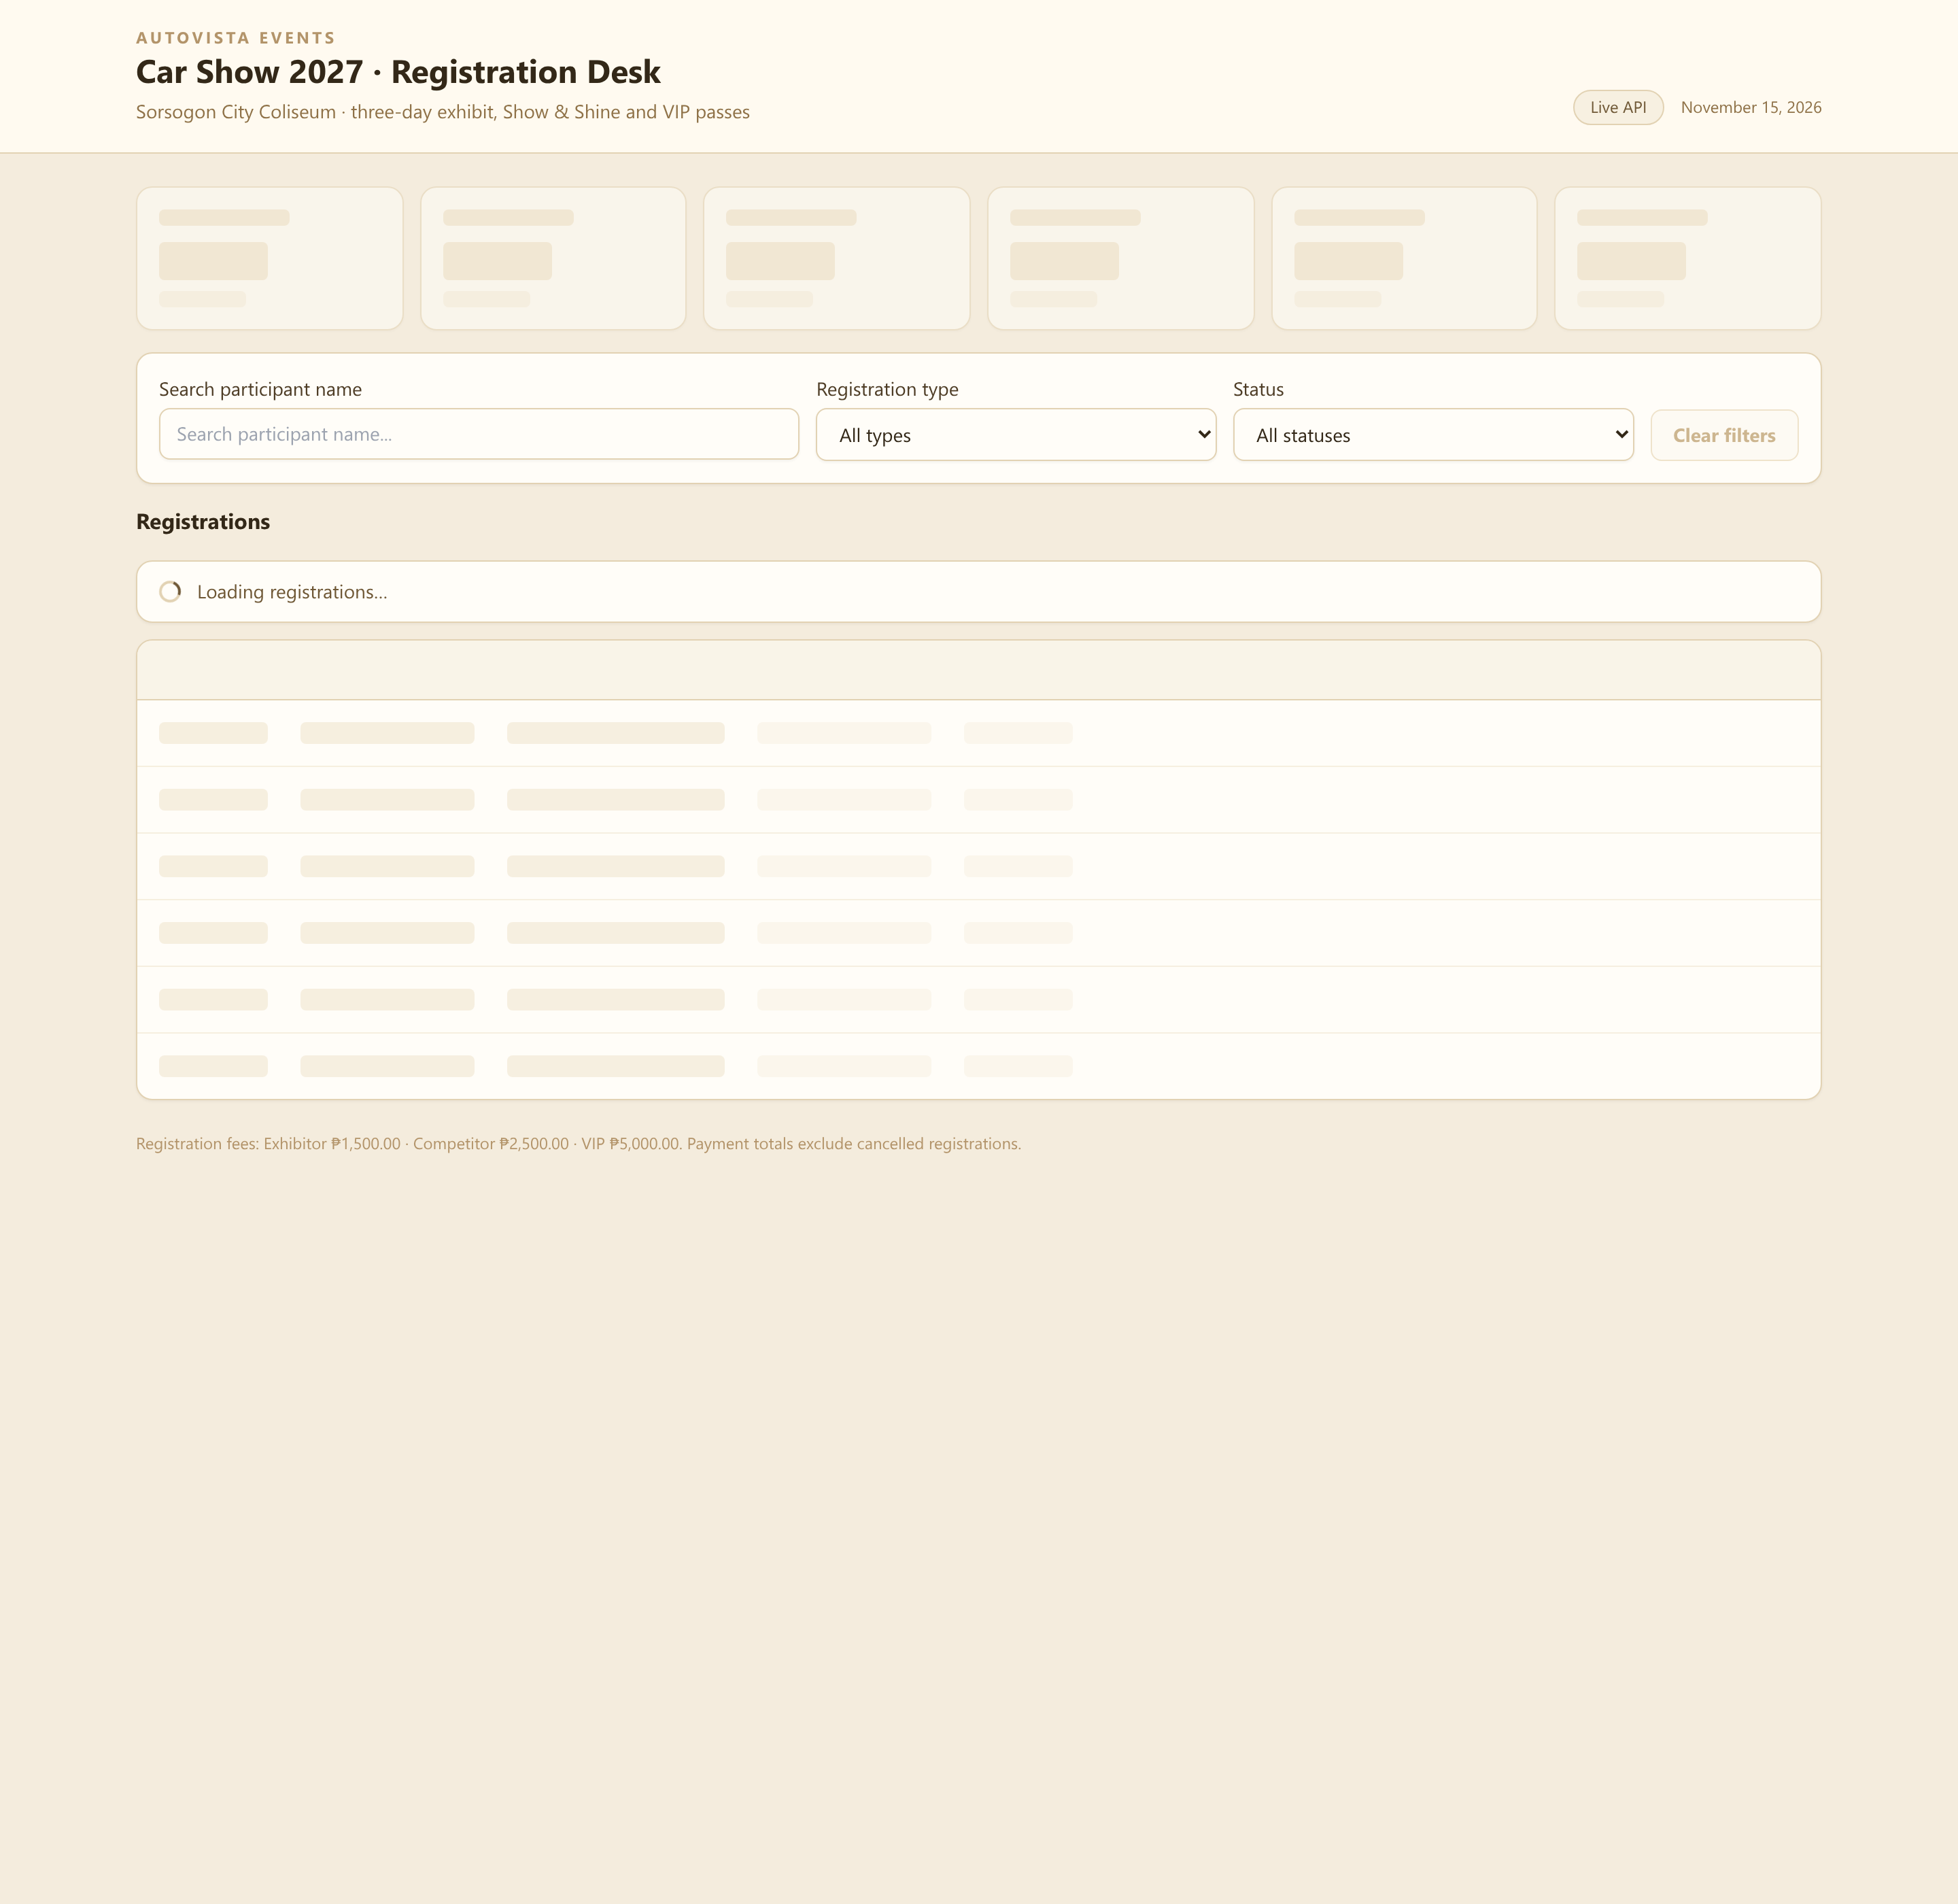 AUTOVISTA EVENTS
Car Show 2027 · Registration Desk
Sorsogon City Coliseum · three-day exhibit, Show & Shine and VIP passes
Live API
November 15, 2026
Search participant name
Registration type
Status
Search participant name...
All types
All statuses
Clear filters
Registrations
Loading registrations...
Registration fees: Exhibitor ₱1,500.00 · Competitor ₱2,500.00 · VIP ₱5,000.00. Payment totals exclude cancelled registrations.